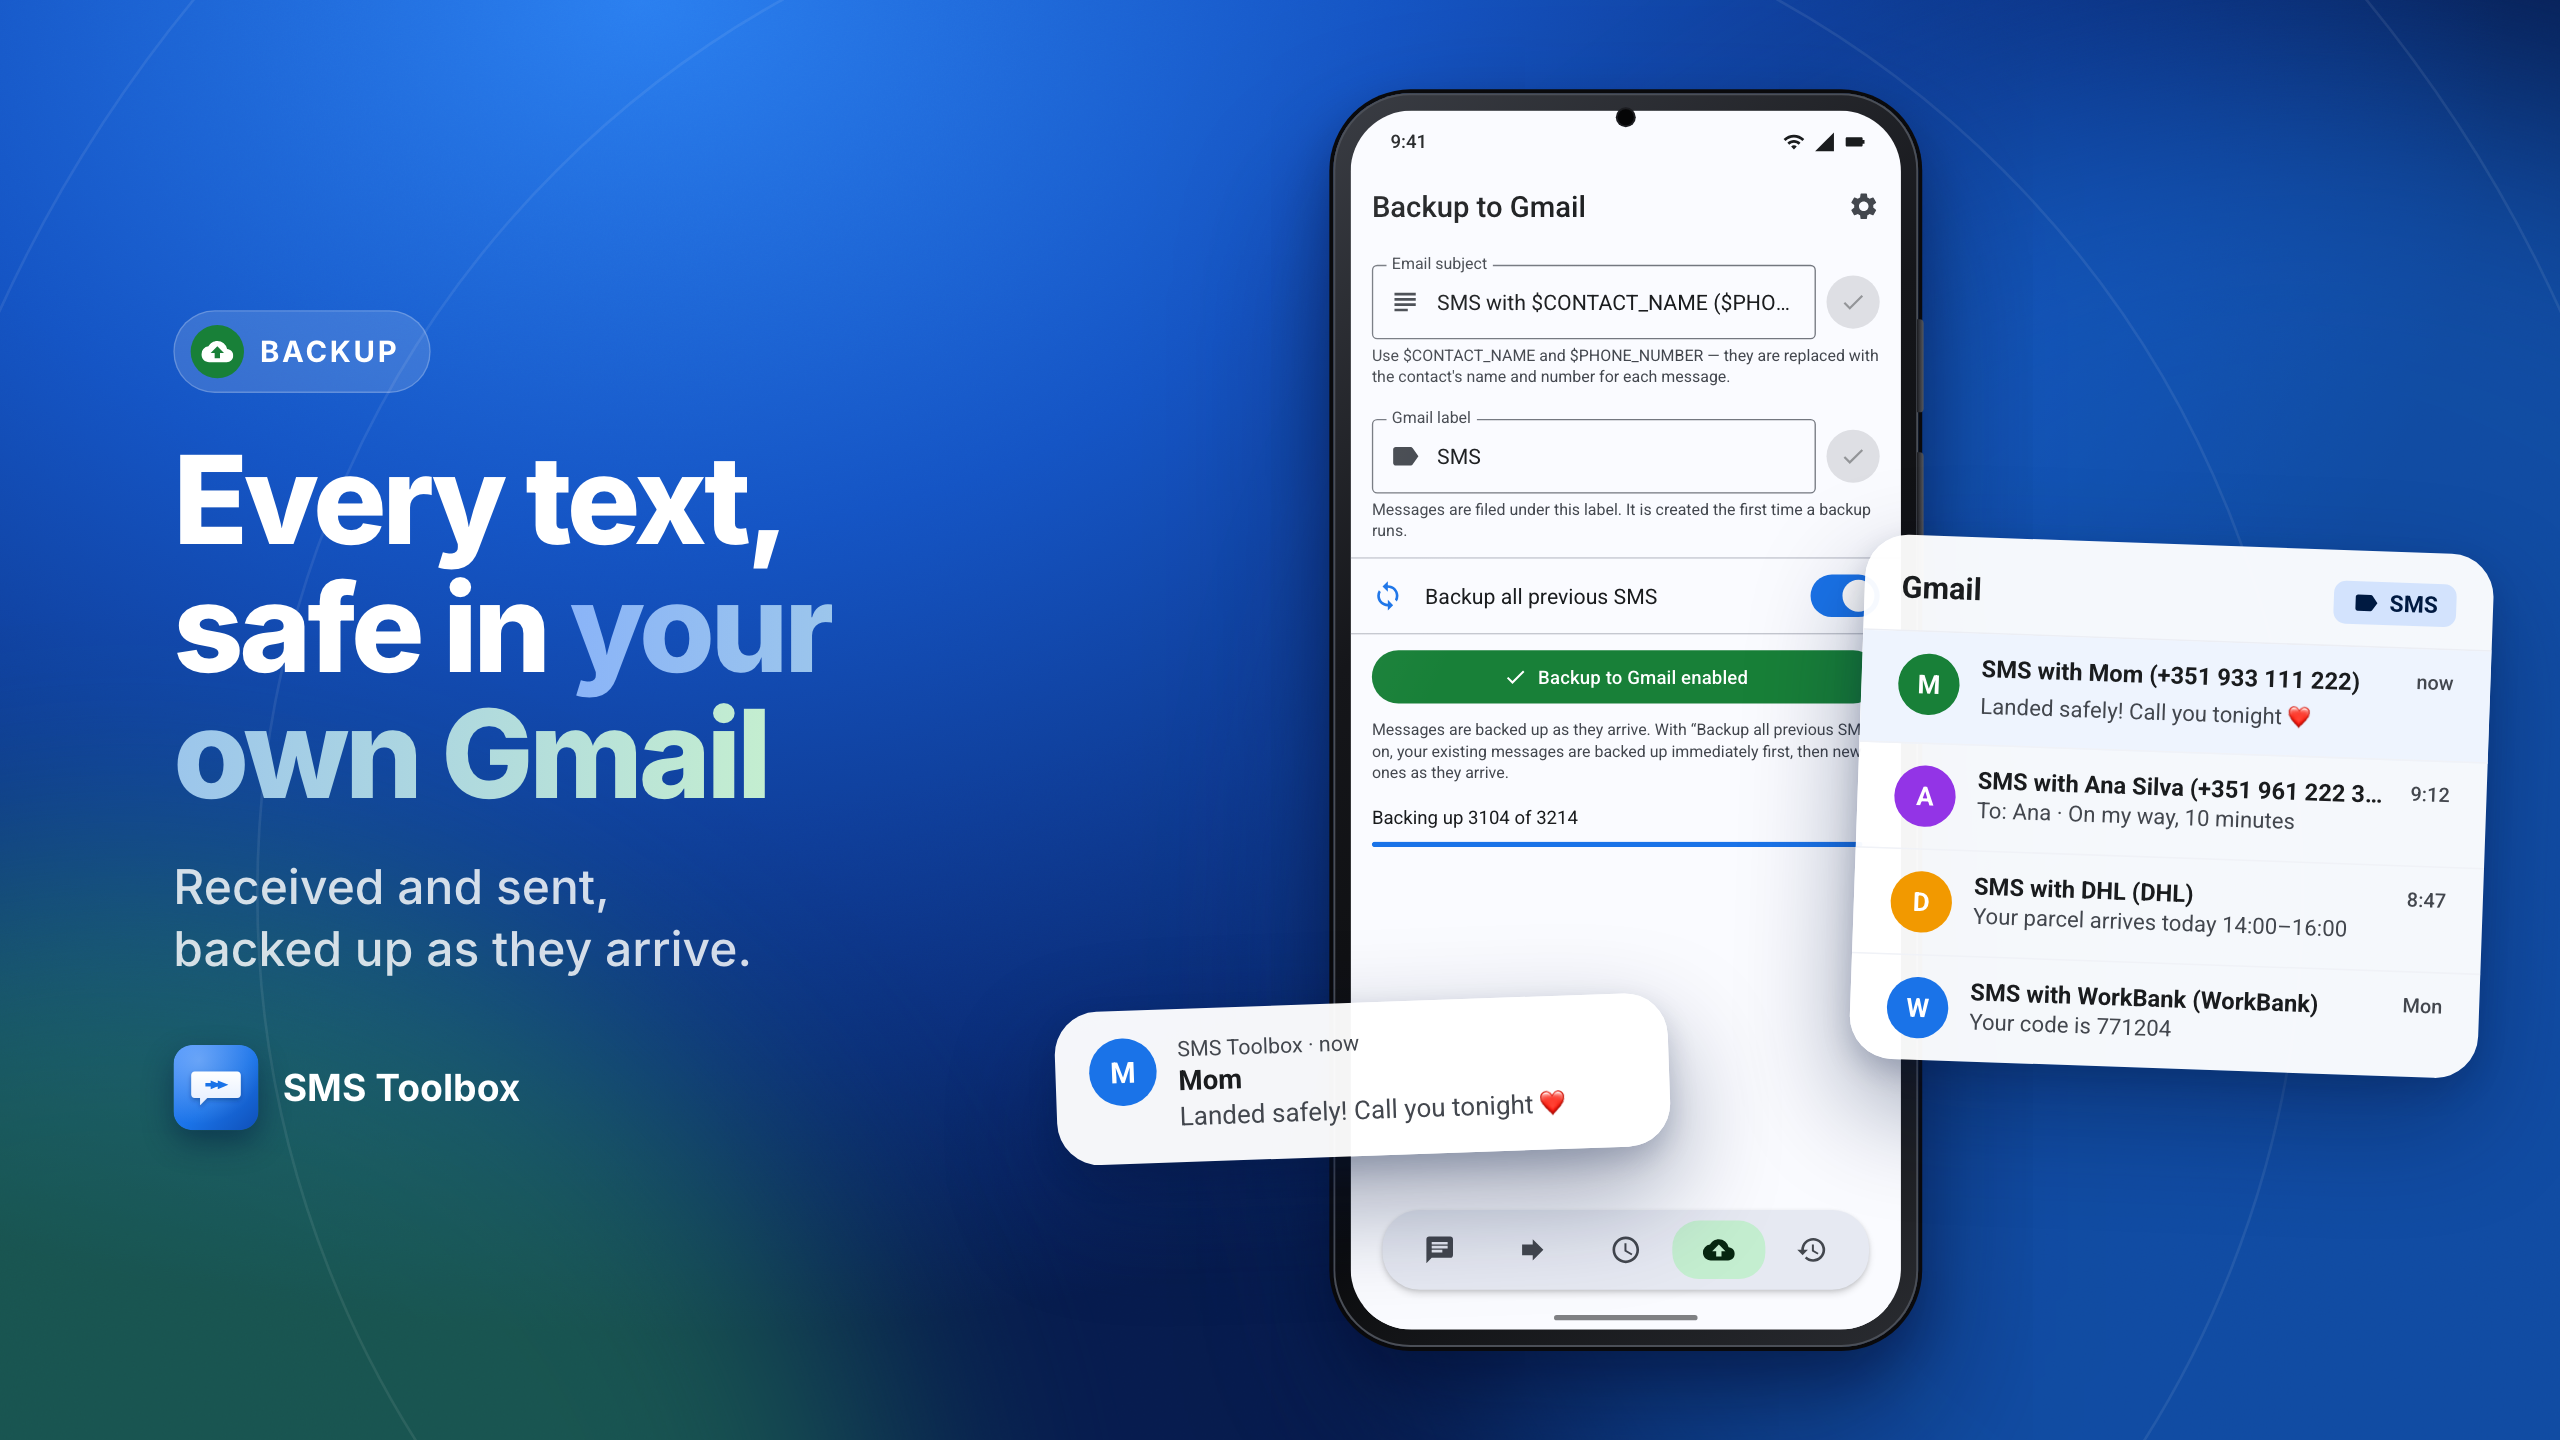 BACKUP
Every text,
safe in your
own Gmail
Received and sent,
backed up as they arrive.
SMS Toolbox
9:41
Backup to Gmail
Email subject
SMS with $CONTACT_NAME ($PHO...
Use $CONTACT_NAME and $PHONE_NUMBER — they are replaced with
the contact's name and number for each message.
Gmail label
SMS
Messages are filed under this label. It is created the first time a backup
runs.
Backup all previous SMS
Backup to Gmail enabled
Messages are backed up as they arrive. With “Backup all previous SM
on, your existing messages are backed up immediately first, then new
ones as they arrive.
Backing up 3104 of 3214
SMS Toolbox · now
M
Mom
Landed safely! Call you tonight ❤️
Gmail
SMS
M
SMS with Mom (+351 933 111 222)
now
Landed safely! Call you tonight ❤️
A
SMS with Ana Silva (+351 961 222 3...
9:12
To: Ana · On my way, 10 minutes
D
SMS with DHL (DHL)
8:47
Your parcel arrives today 14:00–16:00
W
SMS with WorkBank (WorkBank)
Mon
Your code is 771204